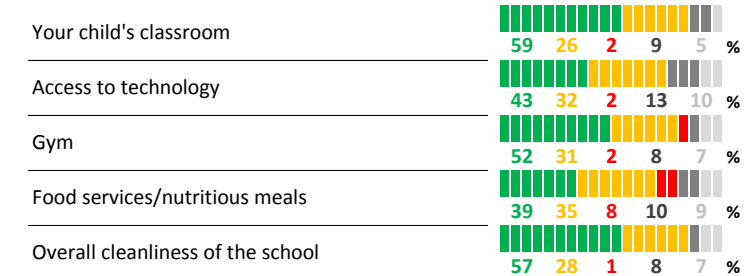 Your child's classroom
59 26 2 9 5 %
Access to technology
43 32 2 13 10 %
Gym
52 31 2 8 7 %
Food services/nutritious meals
39 35 8 10 9 %
Overall cleanliness of the school
57 28 1 8 7 %